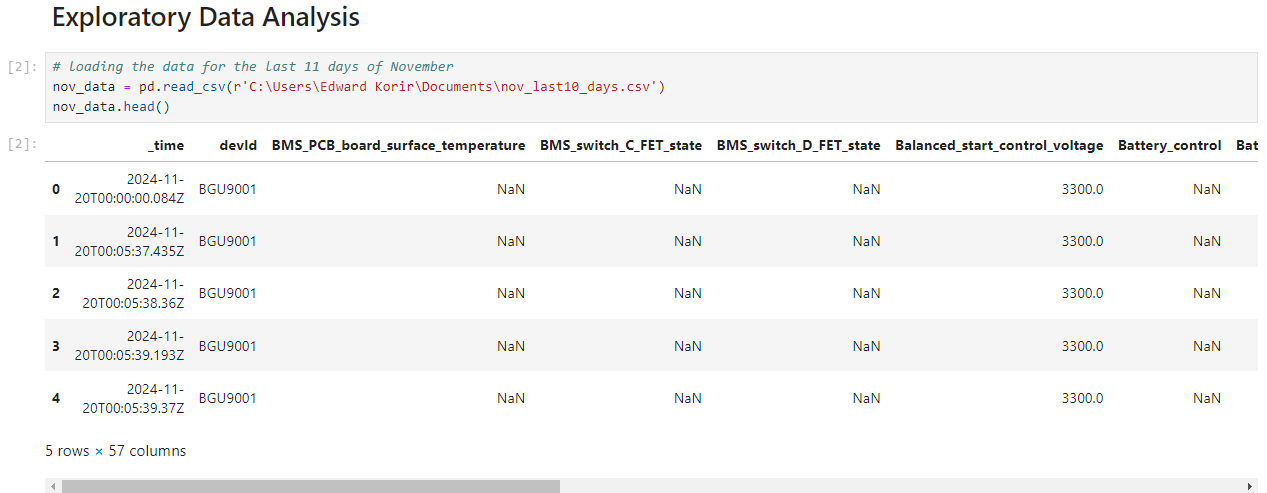 Exploratory Data Analysis
[2]: # loading the data for the last 11 days of November
nov_data = pd.read_csv(r'C:\Users\Edward Korir\Documents\nov_last10_days.csv')
nov_data.head()
[2]: _time devId BMS_PCB_board_surface_temperature BMS_switch_C_FET_state BMS_switch_D_FET_state Balanced_start_control_voltage Battery_control Bat
0 2024-11-
20T00:00:00.084Z BGU9001 NaN NaN NaN 3300.0 NaN
1 2024-11-
20T00:05:37.435Z BGU9001 NaN NaN NaN 3300.0 NaN
2 2024-11-
20T00:05:38.36Z BGU9001 NaN NaN NaN 3300.0 NaN
3 2024-11-
20T00:05:39.193Z BGU9001 NaN NaN NaN 3300.0 NaN
4 2024-11-
20T00:05:39.37Z BGU9001 NaN NaN NaN 3300.0 NaN
5 rows × 57 columns